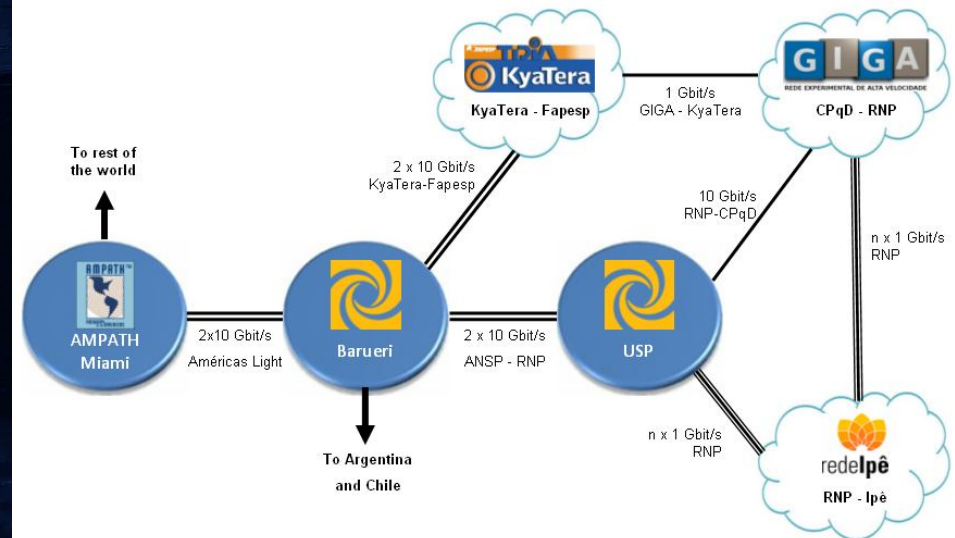 TIDIA
KyaTera
KyaTera - Fapesp
1 Gbit/s
GIGA - KyaTera
GIGA
REDE EXPERIMENTAL DE ALTA VELOCIDADE
CPqD - RNP
To rest of
the world
2 x 10 Gbit/s
KyaTera-Fapesp
10 Gbit/s
RNP-CPqD
n x 1 Gbit/s
RNP
AMPATH
AMPATH
Miami
2x10 Gbit/s
Américas Light
Barueri
2 x 10 Gbit/s
ANSP - RNP
USP
To Argentina
and Chile
n x 1 Gbit/s
RNP
redeIpê
RNP - Ipê